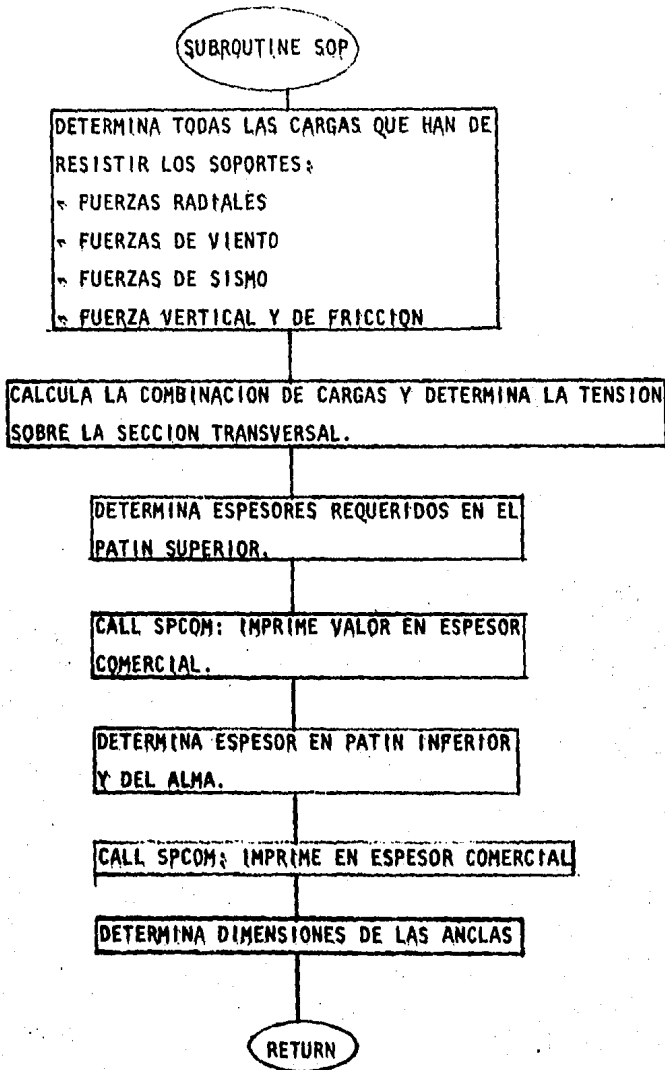 SUBROUTINE SOP
DETERMINA TODAS LAS CARGAS QUE HAN DE
RESISTIR LOS SOPORTES:
- FUERZAS RADIALES
- FUERZAS DE VIENTO
- FUERZAS DE SISMO
- FUERZA VERTICAL Y DE FRICCION
CALCULA LA COMBINACION DE CARGAS Y DETERMINA LA TENSION
SOBRE LA SECCION TRANSVERSAL.
DETERMINA ESPESORES REQUERIDOS EN EL
PATIN SUPERIOR.
CALL SPCOM: IMPRIME VALOR EN ESPESOR
COMERCIAL.
DETERMINA ESPESOR EN PATIN INFERIOR
Y DEL ALMA.
CALL SPCOM: IMPRIME EN ESPESOR COMERCIAL
DETERMINA DIMENSIONES DE LAS ANCLAS
RETURN